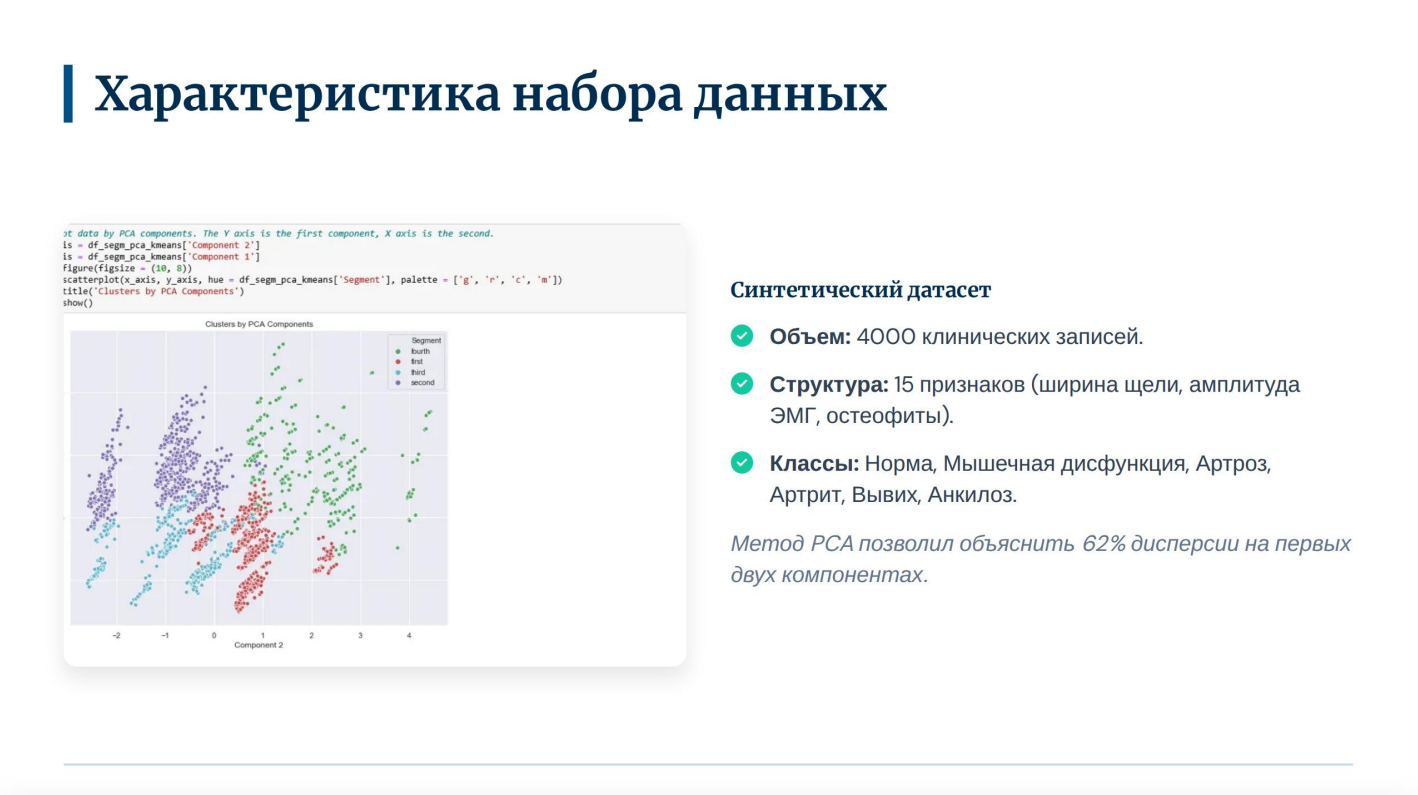 Характеристика набора данных
ot data by PCA components. The Y axis is the first component, X axis is the second.
is = df_segm_pca_kmeans['Component 2']
is = df_segm_pca_kmeans['Component 1']
figure(figsize = (10, 8))
scatterplot(x_axis, y_axis, hue = df_segm_pca_kmeans['Segment'], palette = ['g', 'r', 'c', 'm'])
title('Clusters by PCA Components')
show()
Clusters by PCA Components
Segment
fourth
first
third
second
-2 -1 0 1 2 3 4
Component 2
Синтетический датасет
Объем: 4000 клинических записей.
Структура: 15 признаков (ширина щели, амплитуда
ЭМГ, остеофиты).
Классы: Норма, Мышечная дисфункция, Артроз,
Артрит, Вывих, Анкилоз.
Метод PCA позволил объяснить 62% дисперсии на первых
двух компонентах.